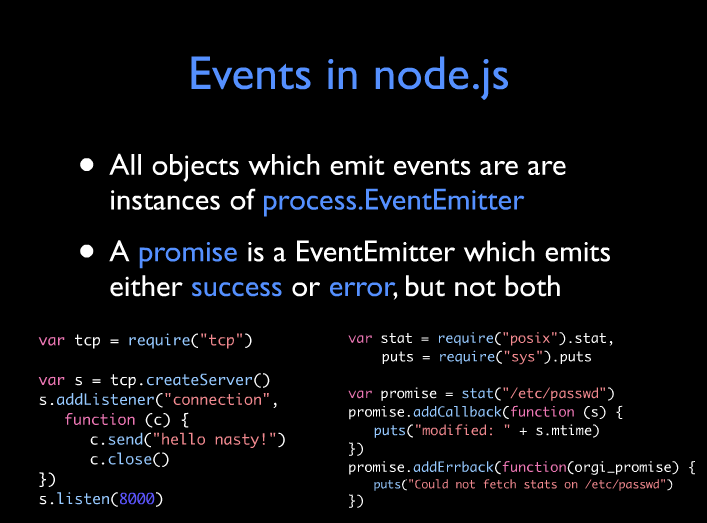 Events in node.js
• All objects which emit events are are
instances of process.EventEmitter
• A promise is a EventEmitter which emits
either success or error, but not both
var tcp = require("tcp")
var s = tcp.createServer()
s.addListener("connection",
function (c) {
c.send("hello nasty!")
c.close()
})
s.listen(8000)
var stat = require("posix").stat,
puts = require("sys").puts
var promise = stat("/etc/passwd")
promise.addCallback(function (s) {
puts("modified: " + s.mtime)
})
promise.addErrback(function(orgi_promise) {
puts("Could not fetch stats on /etc/passwd")
})